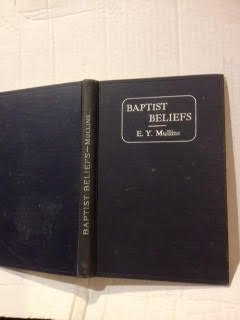 BAPTIST
BELIEFS
E. Y. Mullins
BAPTIST BELIEFS—MULLINS